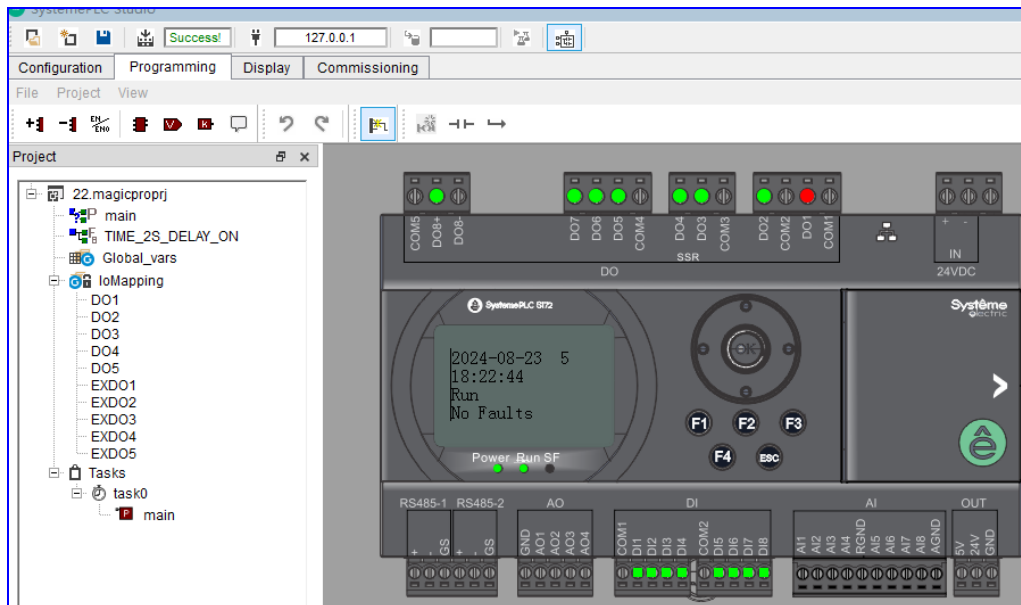 SystemePLC Studio
Success! 127.0.0.1
Configuration Programming Display Commissioning
File Project View
EN/ENO V K
Project
22.magicproprj
P main
TIME_2S_DELAY_ON
Global_vars
IoMapping
DO1
DO2
DO3
DO4
DO5
EXDO1
EXDO2
EXDO3
EXDO4
EXDO5
Tasks
task0
main
COM5 DO8+ DO8- DO7 DO6 DO5 COM4 DO4 DO3 COM3 DO2 COM2 DO1 COM1 + -
SSR IN
DO 24VDC
SystemePLC S172
Système
electric
2024-08-23 5
18:22:44
Run
No Faults
OK
F1 F2 F3
F4 ESC
Power Run SF
RS485-1 RS485-2 AO DI AI OUT
+ - GS + - GS GND AO1 AO2 AO3 AO4 COM1 DI1 DI2 DI3 DI4 COM2 DI5 DI6 DI7 DI8 AI1 AI2 AI3 AI4 RGND AI5 AI6 AI7 AI8 AGND 5V 24V GND